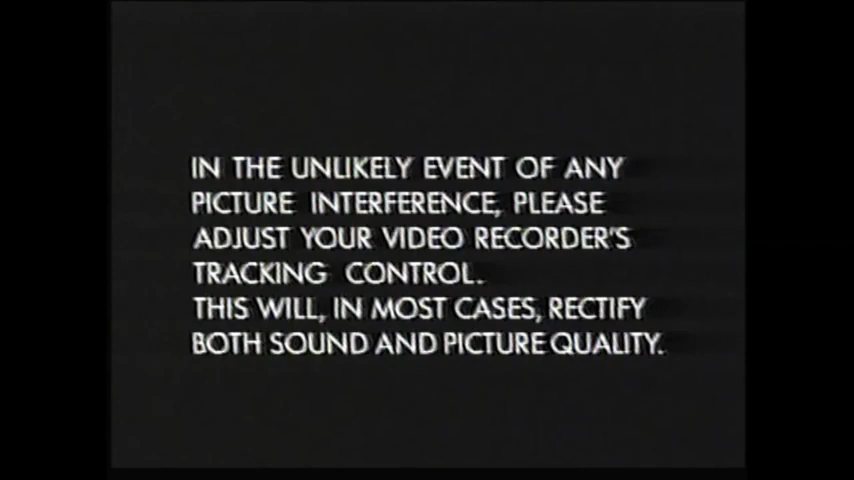 IN THE UNLIKELY EVENT OF ANY
PICTURE INTERFERENCE, PLEASE
ADJUST YOUR VIDEO RECORDER'S
TRACKING CONTROL.
THIS WILL, IN MOST CASES, RECTIFY
BOTH SOUND AND PICTURE QUALITY.